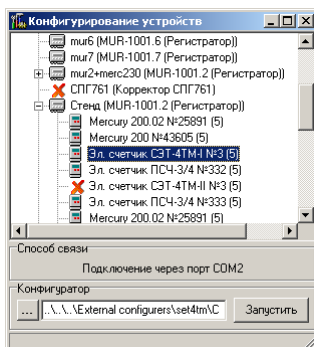 Конфигурирование устройств
mur6 (MUR-1001.6 (Регистратор))
mur7 (MUR-1001.7 (Регистратор))
mur2+merc230 (MUR-1001.2 (Регистратор))
СПГ761 (Корректор СПГ761)
Стенд (MUR-1001.2 (Регистратор))
Mercury 200.02 №25891 (5)
Mercury 200 №43605 (5)
Эл. счетчик СЭТ-4ТМ-I №3 (5)
Эл. счетчик ПСЧ-3/4 №332 (5)
Эл. счетчик СЭТ-4ТМ-II №3 (5)
Эл. счетчик ПСЧ-3/4 №333 (5)
Mercury 200.02 №25891 (5)
Способ связи
Подключение через порт COM2
Конфигуратор
... ..\..\..\External configurers\set4tm\C Запустить